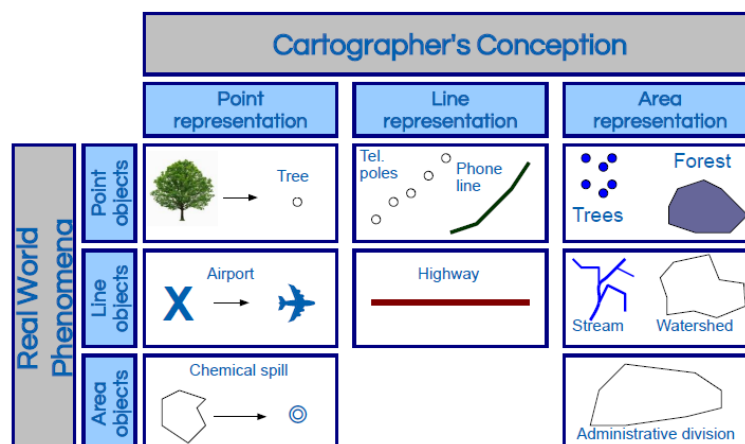 Cartographer's Conception
Point
representation
Line
representation
Area
representation
Real World
Phenomena
Point
objects
Tree
Tel.
poles
Phone
line
Trees
Forest
Line
objects
X
Airport
Highway
Stream
Watershed
Area
objects
Chemical spill
Administrative division